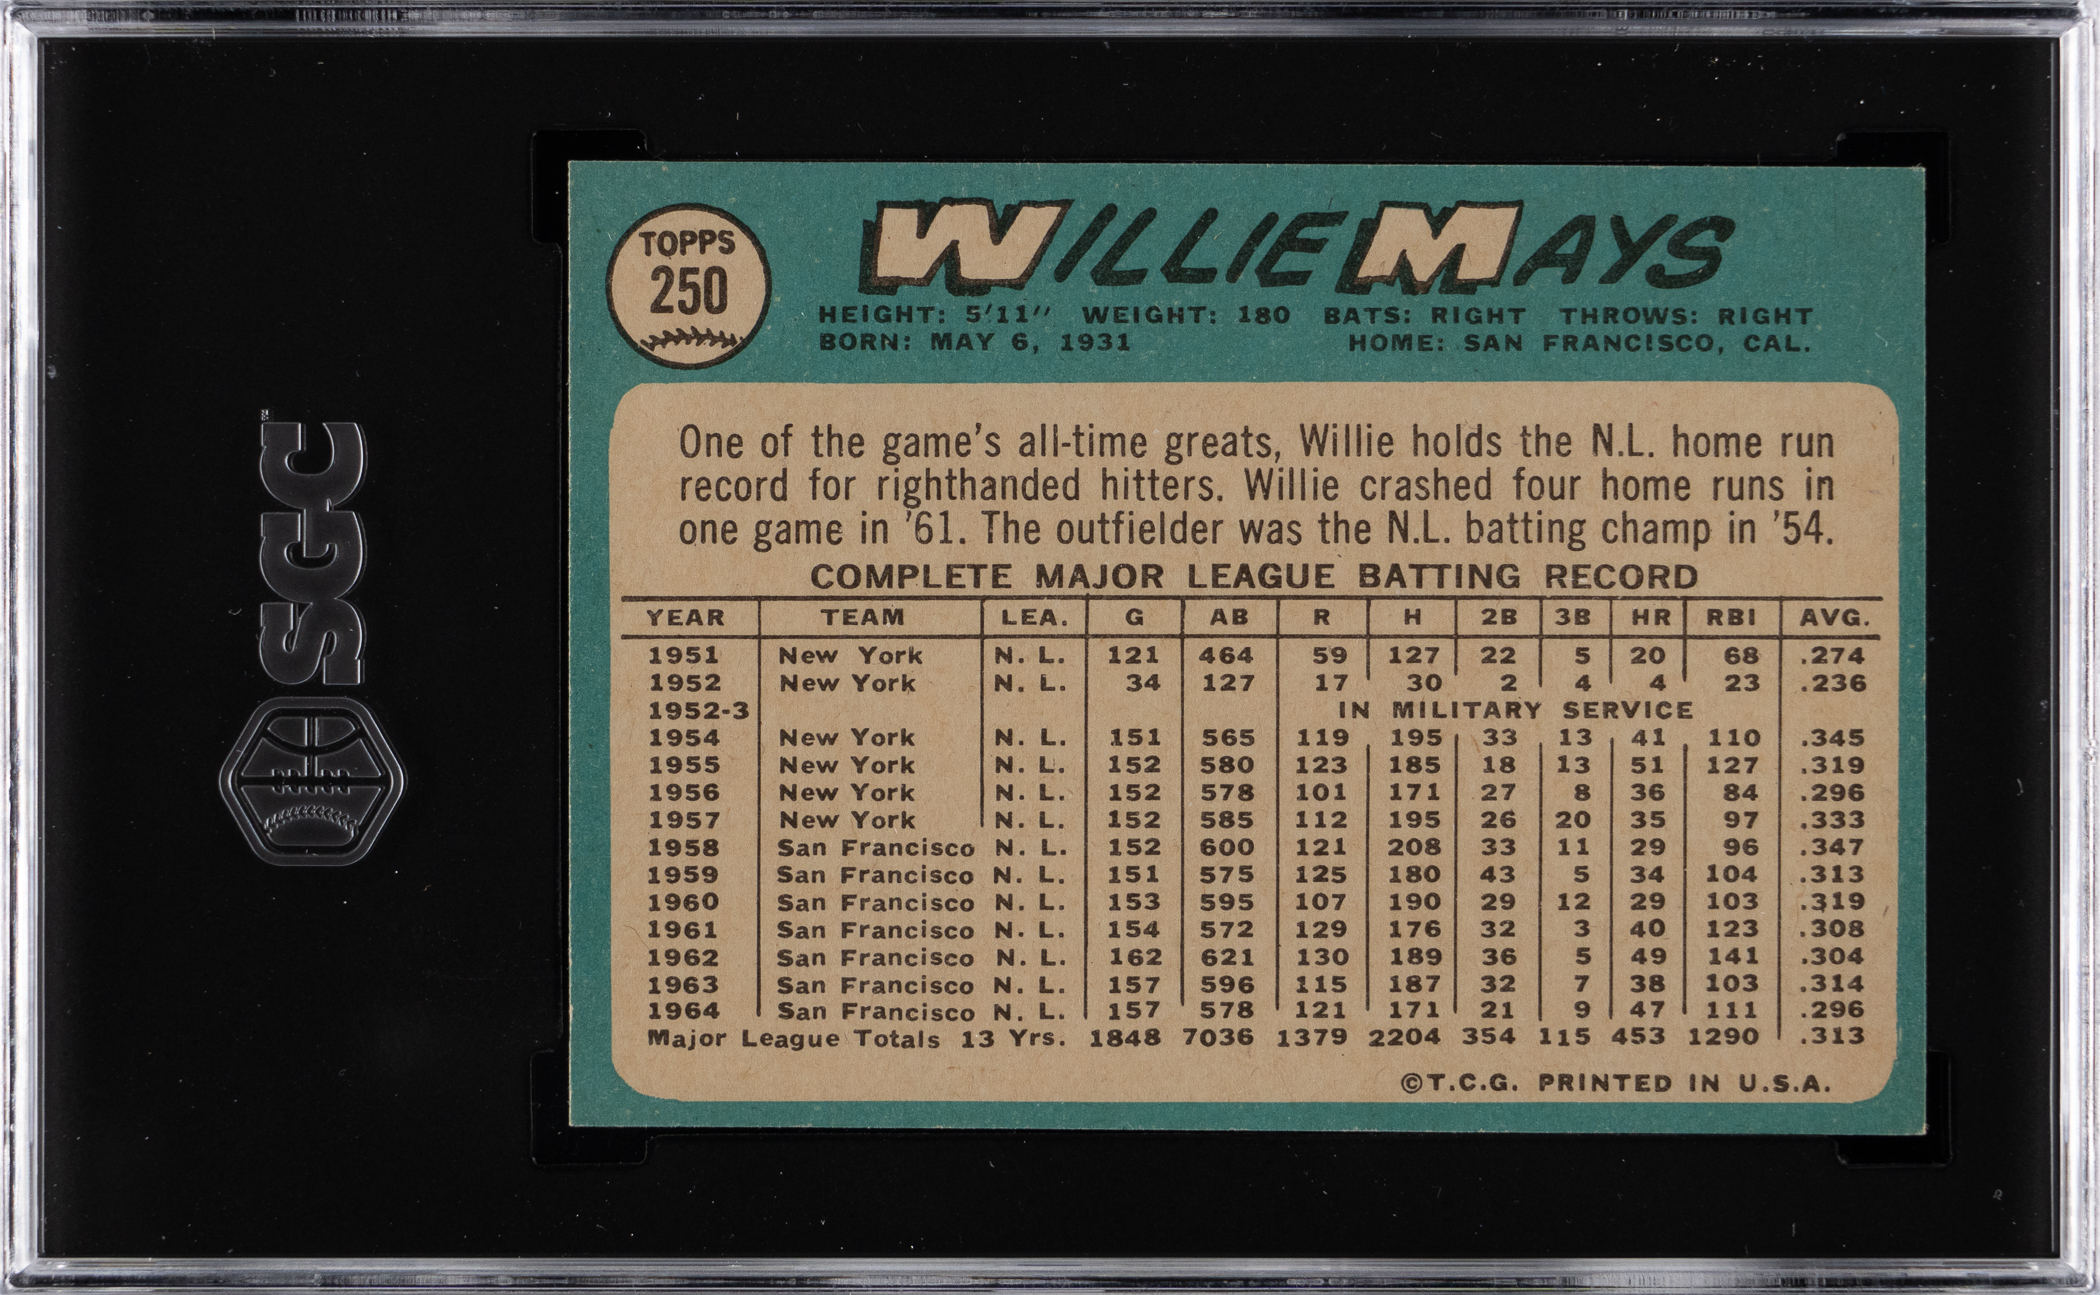 TOPPS
250
WILLIE MAYS
HEIGHT: 5'11" WEIGHT: 180 BATS: RIGHT THROWS: RIGHT
BORN: MAY 6, 1931 HOME: SAN FRANCISCO, CAL.
One of the game's all-time greats, Willie holds the N.L. home run
record for righthanded hitters. Willie crashed four home runs in
one game in '61. The outfielder was the N.L. batting champ in '54.
COMPLETE MAJOR LEAGUE BATTING RECORD
YEAR TEAM LEA. G AB R H 2B 3B HR RBI AVG.
1951 New York N. L. 121 464 59 127 22 5 20 68 .274
1952 New York N. L. 34 127 17 30 2 4 4 23 .236
1952-3 IN MILITARY SERVICE
1954 New York N. L. 151 565 119 195 33 13 41 110 .345
1955 New York N. L. 152 580 123 185 18 13 51 127 .319
1956 New York N. L. 152 578 101 171 27 8 36 84 .296
1957 New York N. L. 152 585 112 195 26 20 35 97 .333
1958 San Francisco N. L. 152 600 121 208 33 11 29 96 .347
1959 San Francisco N. L. 151 575 125 180 43 5 34 104 .313
1960 San Francisco N. L. 153 595 107 190 29 12 29 103 .319
1961 San Francisco N. L. 154 572 129 176 32 3 40 123 .308
1962 San Francisco N. L. 162 621 130 189 36 5 49 141 .304
1963 San Francisco N. L. 157 596 115 187 32 7 38 103 .314
1964 San Francisco N. L. 157 578 121 171 21 9 47 111 .296
Major League Totals 13 Yrs. 1848 7036 1379 2204 354 115 453 1290 .313
©T.C.G. PRINTED IN U.S.A.
SGC™